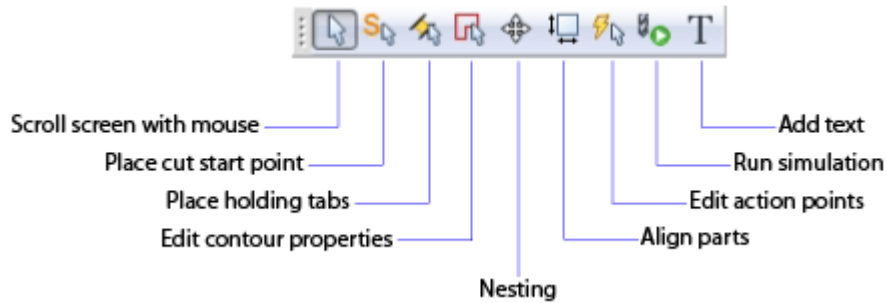 S
T
Scroll screen with mouse
Add text
Place cut start point
Run simulation
Place holding tabs
Edit action points
Edit contour properties
Align parts
Nesting